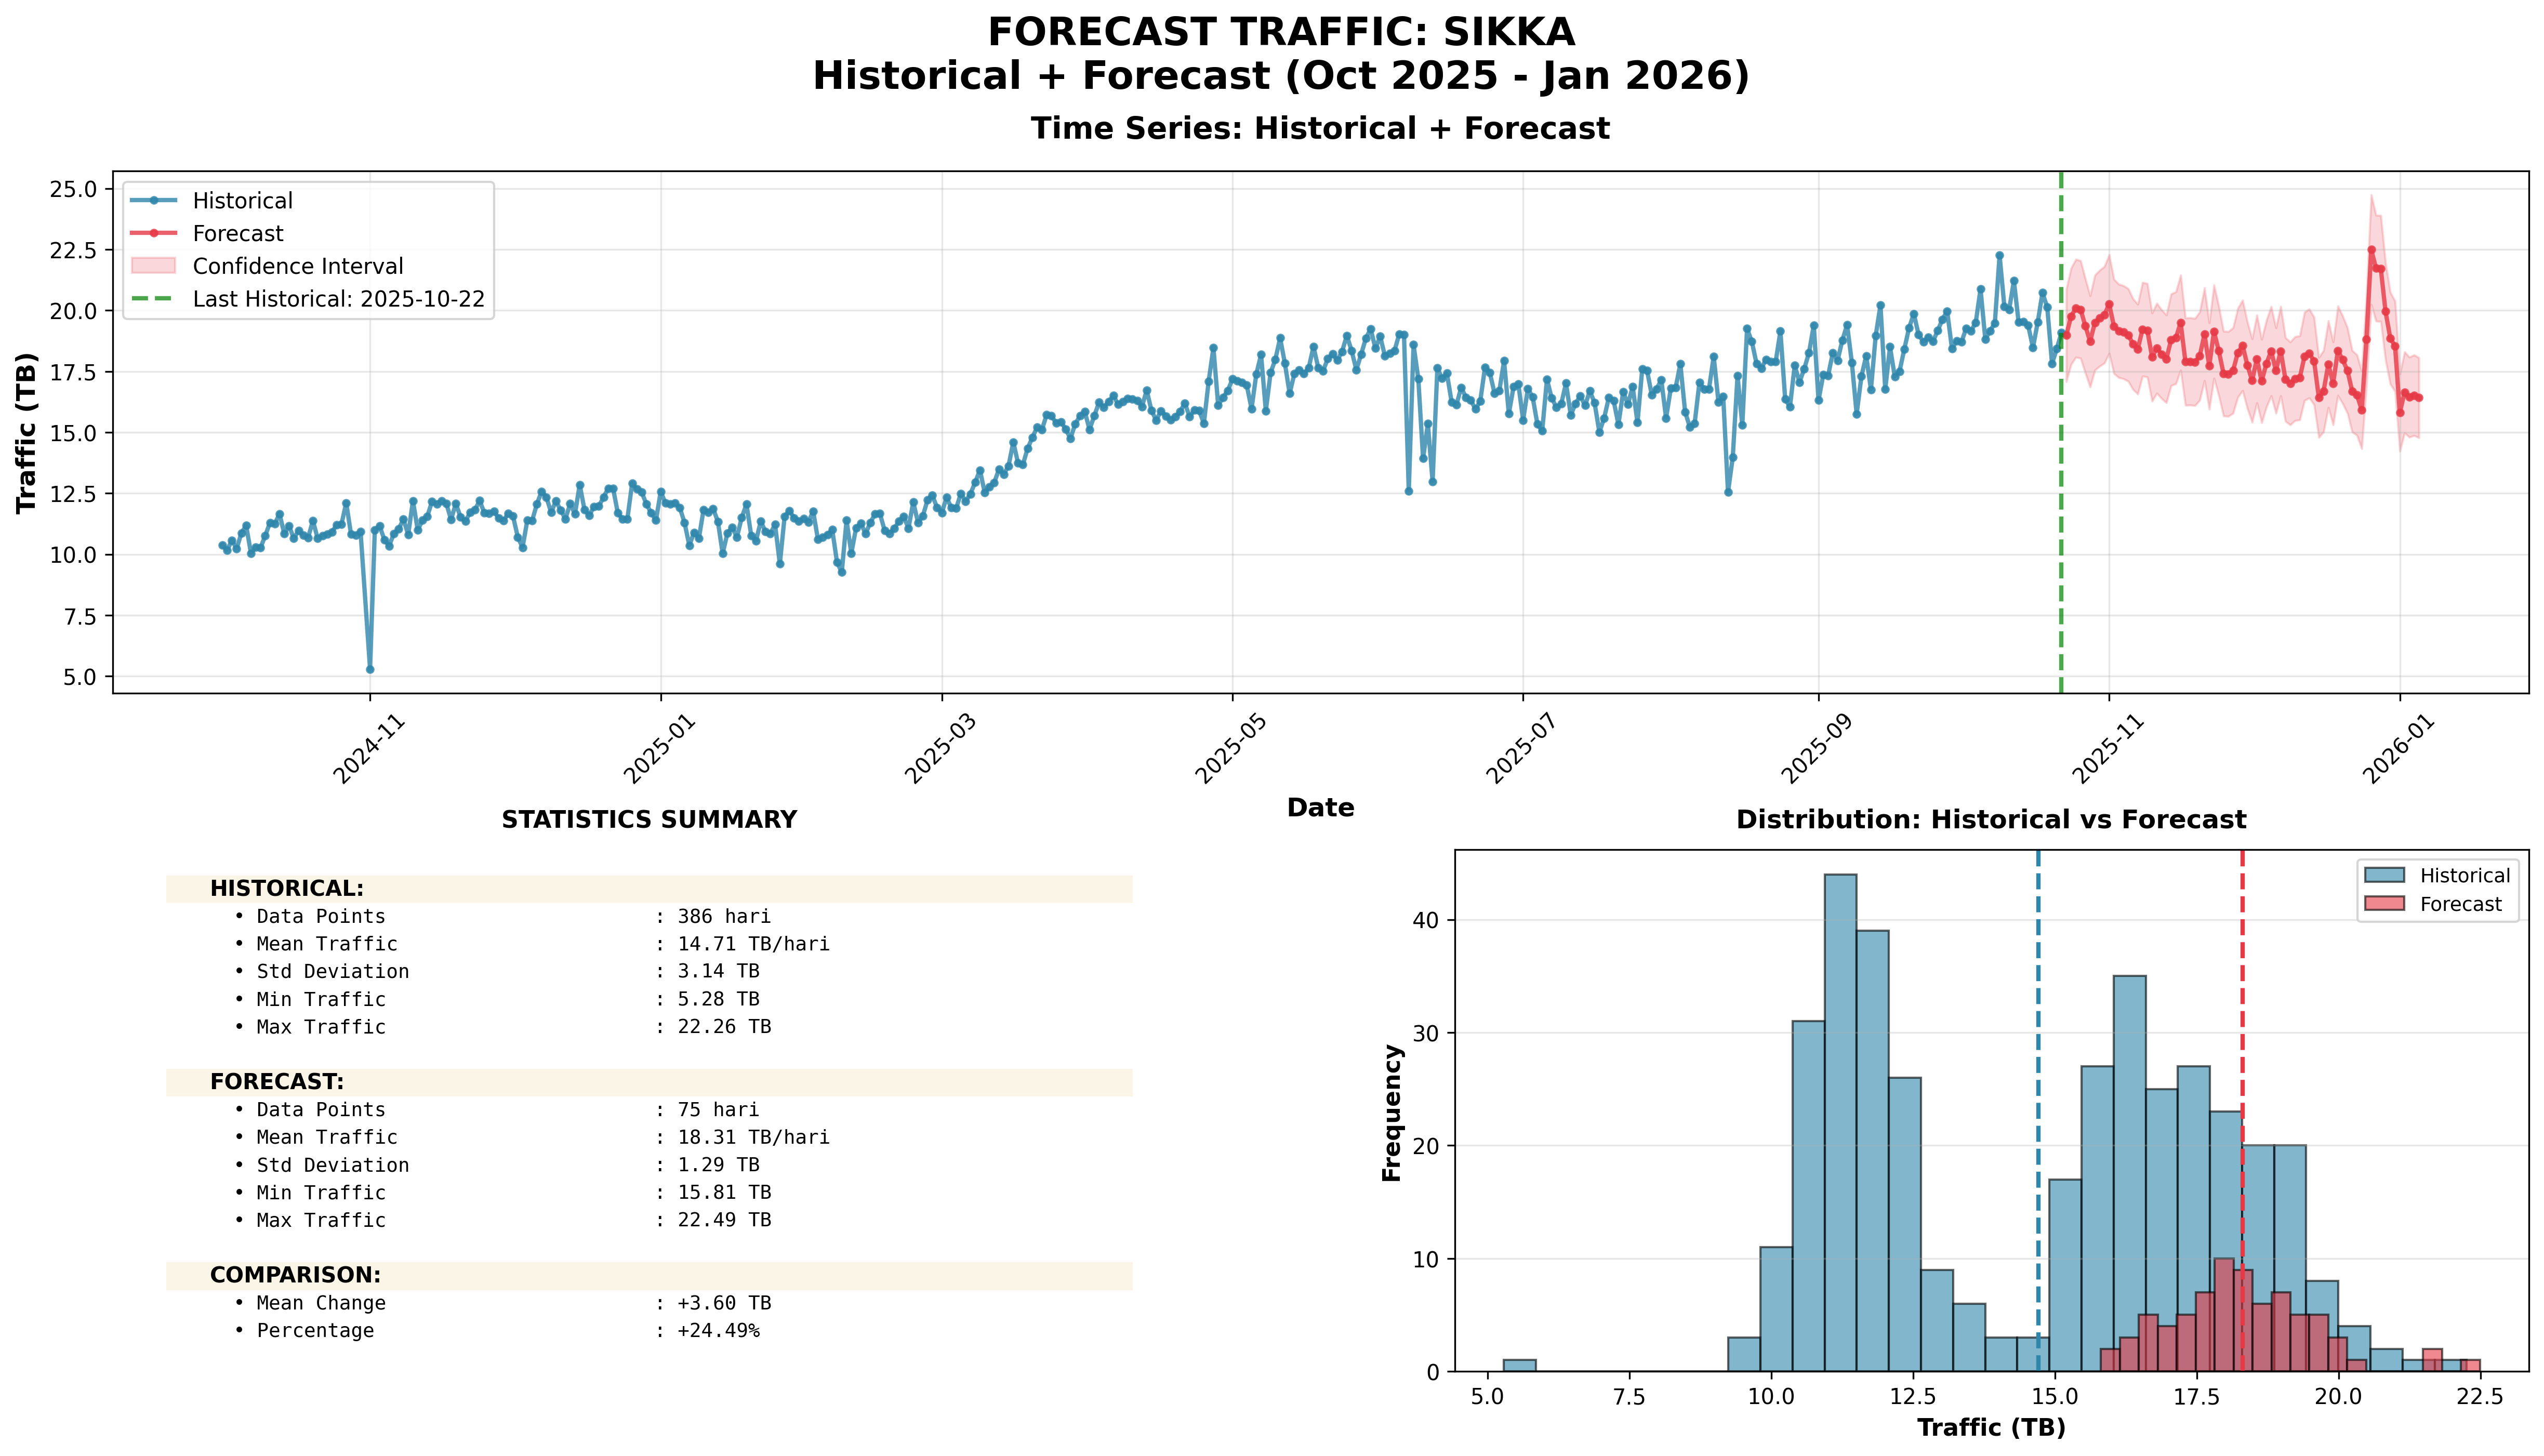 FORECAST TRAFFIC: SIKKA
Historical + Forecast (Oct 2025 - Jan 2026)
Time Series: Historical + Forecast
Traffic (TB)
25.0
22.5
20.0
17.5
15.0
12.5
10.0
7.5
5.0
Historical
Forecast
Confidence Interval
Last Historical: 2025-10-22
2024-11
2025-01
2025-03
2025-05
2025-07
2025-09
2025-11
2026-01
Date
STATISTICS SUMMARY
HISTORICAL:
• Data Points : 386 hari
• Mean Traffic : 14.71 TB/hari
• Std Deviation : 3.14 TB
• Min Traffic : 5.28 TB
• Max Traffic : 22.26 TB
FORECAST:
• Data Points : 75 hari
• Mean Traffic : 18.31 TB/hari
• Std Deviation : 1.29 TB
• Min Traffic : 15.81 TB
• Max Traffic : 22.49 TB
COMPARISON:
• Mean Change : +3.60 TB
• Percentage : +24.49%
Distribution: Historical vs Forecast
Historical
Forecast
Frequency
40
30
20
10
0
5.0
7.5
10.0
12.5
15.0
17.5
20.0
22.5
Traffic (TB)